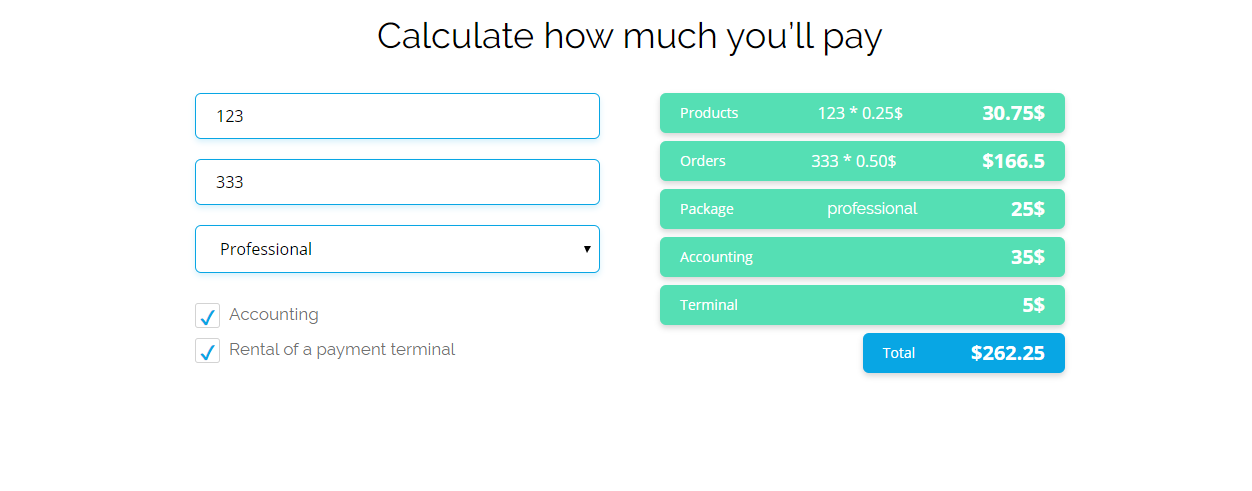 Calculate how much you’ll pay
123
333
Professional
Accounting
Rental of a payment terminal
Products 123 * 0.25$ 30.75$
Orders 333 * 0.50$ $166.5
Package professional 25$
Accounting 35$
Terminal 5$
Total $262.25